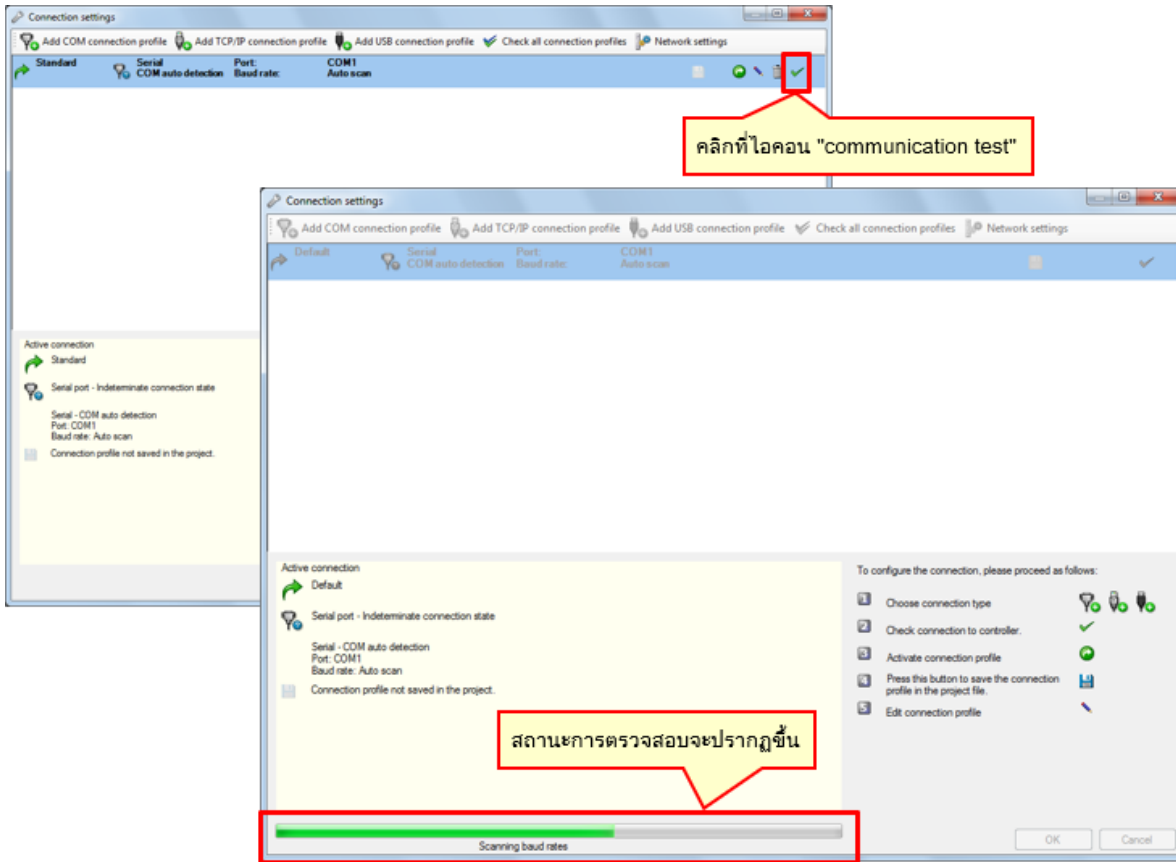 Connection settings
Add COM connection profile Add TCP/IP connection profile Add USB connection profile Check all connection profiles Network settings
Standard Serial Port: COM1
COM auto detection Baud rate: Auto scan
คลิกที่ไอคอน "communication test"
Active connection
Standard
Serial port - Indeterminate connection state
Serial - COM auto detection
Port: COM1
Baud rate: Auto scan
Connection profile not saved in the project.
Connection settings
Add COM connection profile Add TCP/IP connection profile Add USB connection profile Check all connection profiles Network settings
Default Serial Port: COM1
COM auto detection Baud rate: Auto scan
Active connection
Default
Serial port - Indeterminate connection state
Serial - COM auto detection
Port: COM1
Baud rate: Auto scan
Connection profile not saved in the project.
To configure the connection, please proceed as follows:
1 Choose connection type
2 Check connection to controller.
3 Activate connection profile
4 Press this button to save the connection
profile in the project file.
5 Edit connection profile
สถานะการตรวจสอบจะปรากฏขึ้น
Scanning baud rates
OK Cancel